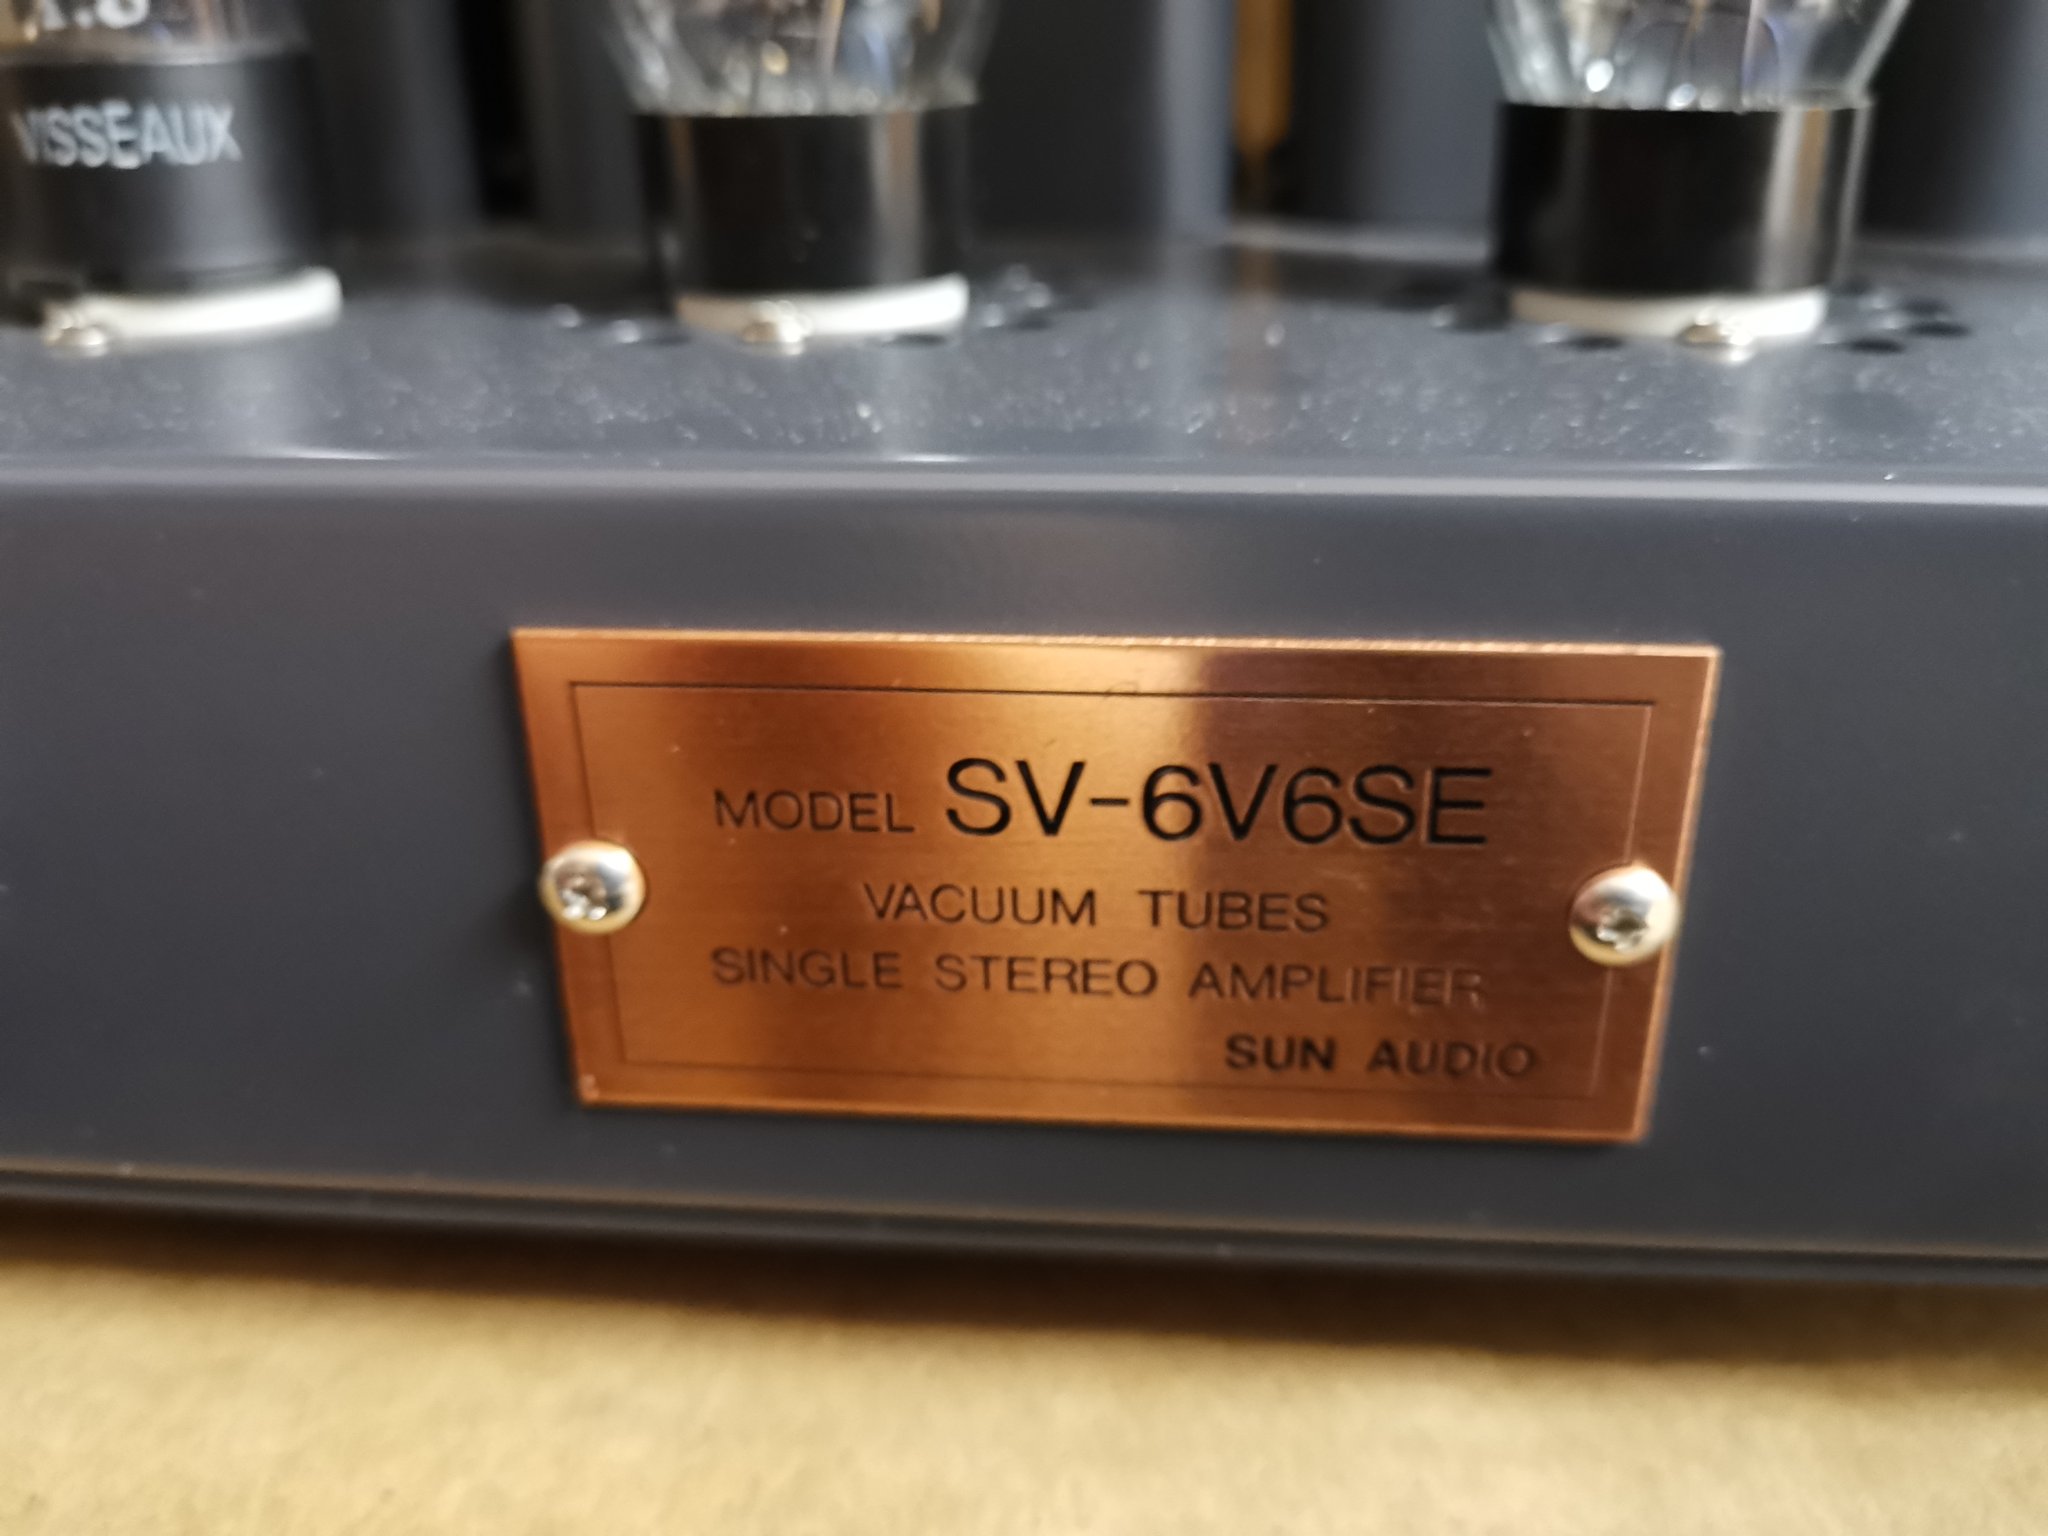 VISSEAUX
MODEL SV-6V6SE
VACUUM TUBES
SINGLE STEREO AMPLIFIER
SUN AUDIO